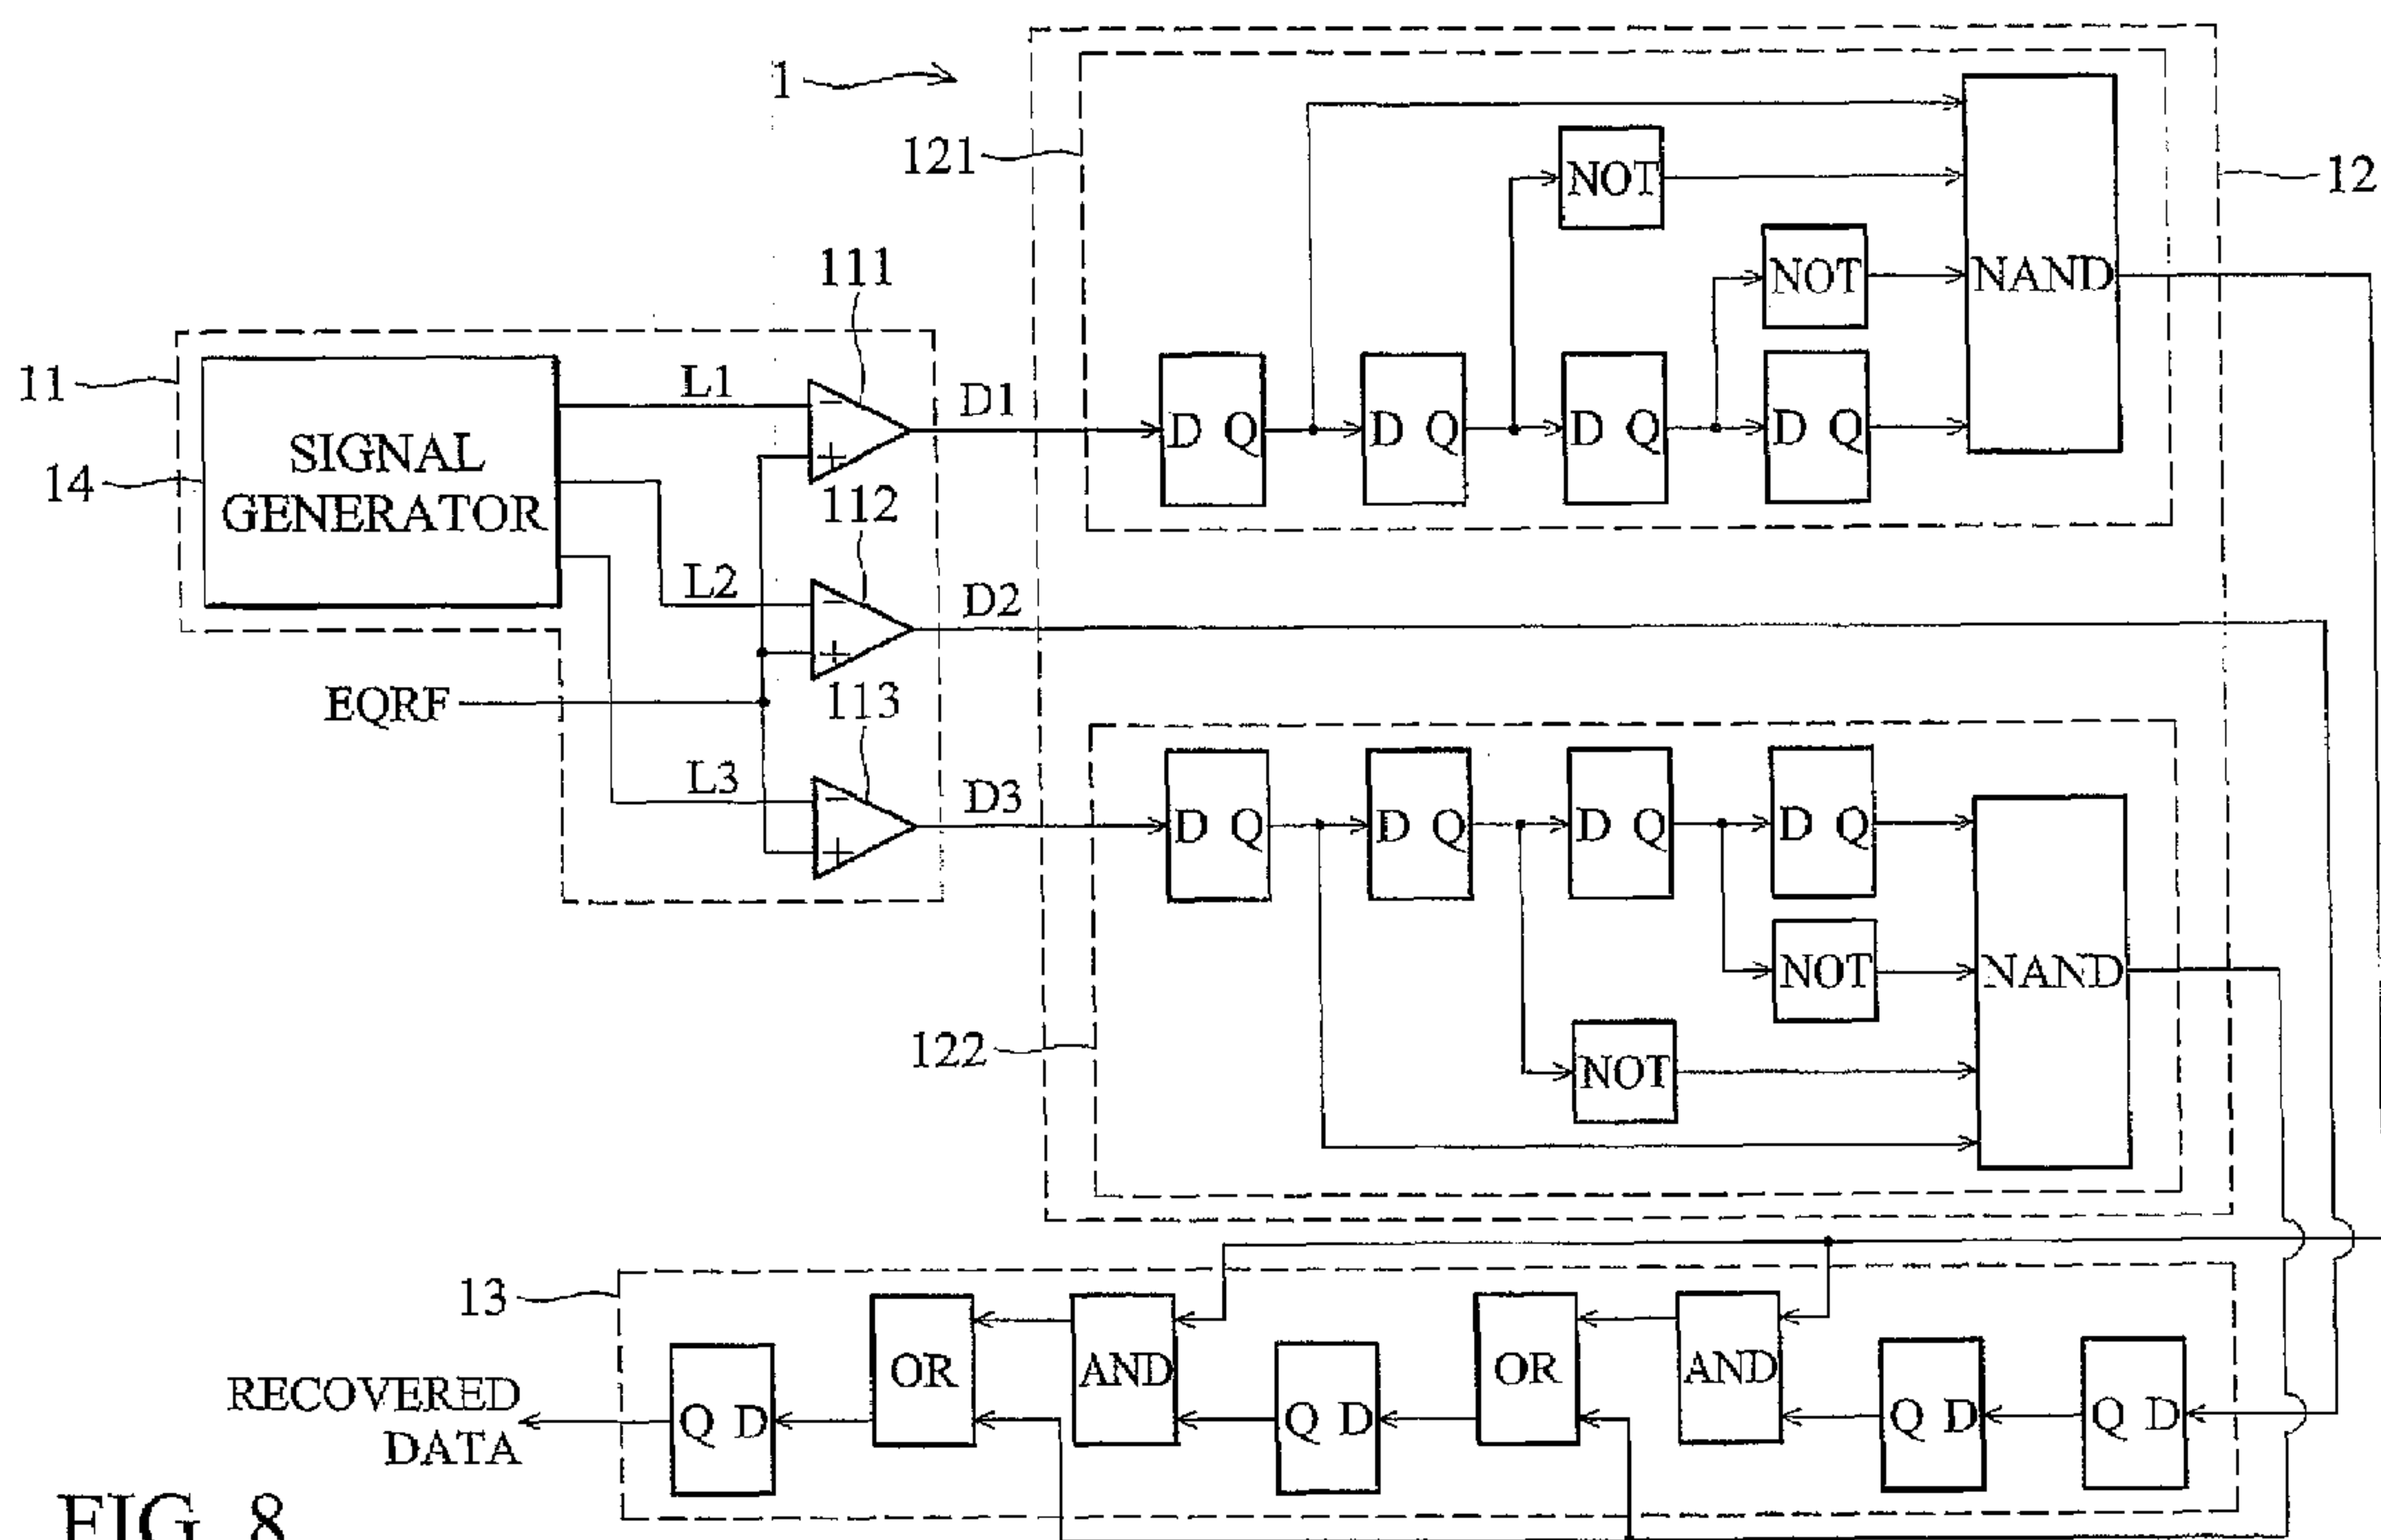 1
121
NOT
12
NOT
NAND
111
11
L1
D1
D Q
D Q
D Q
D Q
SIGNAL
GENERATOR
14
−
+
112
L2
D2
−
+
EQRF
113
L3
D3
−
+
D Q
D Q
D Q
D Q
NOT
NAND
122
NOT
13
OR
AND
OR
AND
RECOVERED
DATA
Q D
Q D
Q D
Q D
FIG. 8